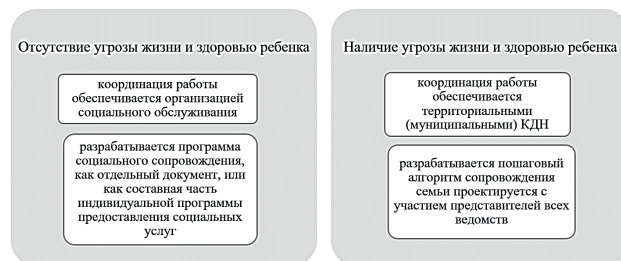 Отсутствие угрозы жизни и здоровью ребенка
координация работы
обеспечивается организацией
социального обслуживания
разрабатывается программа
социального сопровождения,
как отдельный документ, или
как составная часть
индивидуальной программы
предоставления социальных
услуг
Наличие угрозы жизни и здоровью ребенка
координация работы
обеспечивается
территориальными
(муниципальными) КДН
разрабатывается пошаговый
алгоритм сопровождения
семьи проектируется с
участием представителей всех
ведомств